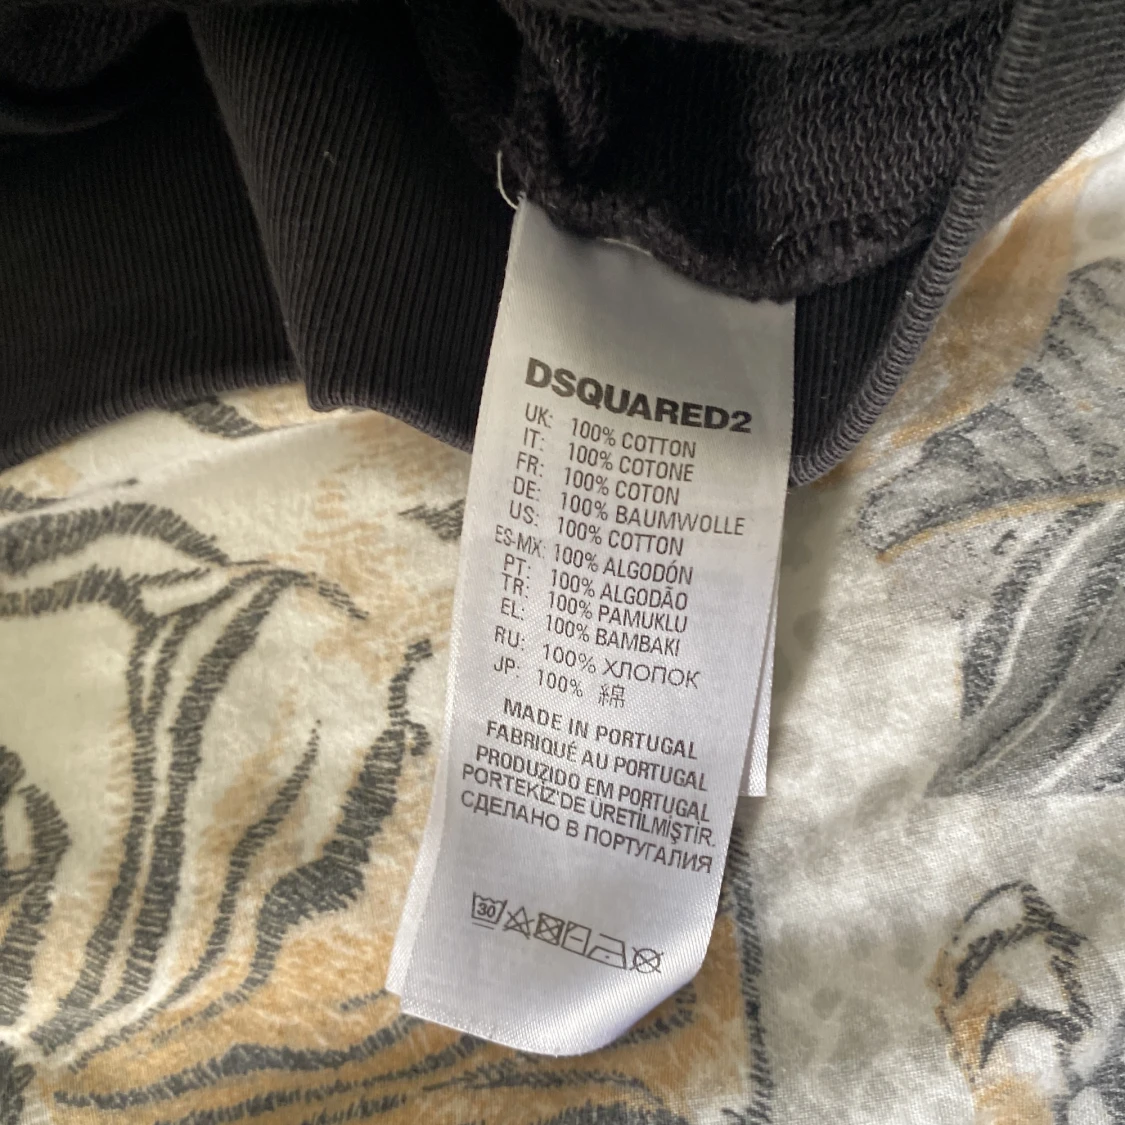 DSQUARED2
UK: 100% COTTON
IT: 100% COTONE
FR: 100% COTON
DE: 100% BAUMWOLLE
US: 100% COTTON
ES-MX: 100% ALGODÓN
PT: 100% ALGODÃO
TR: 100% PAMUKLU
EL: 100% BAMBAKI
RU: 100% ХЛОПОК
JP: 100% 綿
MADE IN PORTUGAL
FABRIQUÉ AU PORTUGAL
PRODUZIDO EM PORTUGAL
PORTEKİZ'DE ÜRETİLMİŞTİR.
СДЕЛАНО В ПОРТУГАЛИЯ
30